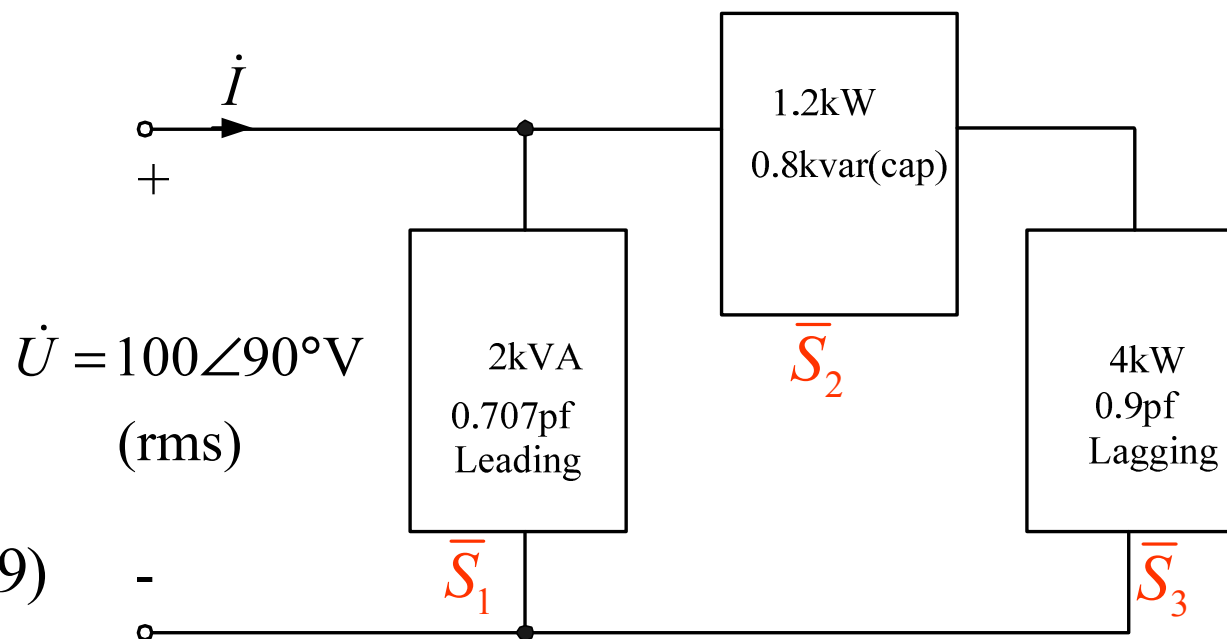 İ
+
1.2kW
0.8kvar(cap)
S̅₂
U̇ = 100∠90°V
(rms)
2kVA
0.707pf
Leading
S̅₁
4kW
0.9pf
Lagging
S̅₃
9)
-